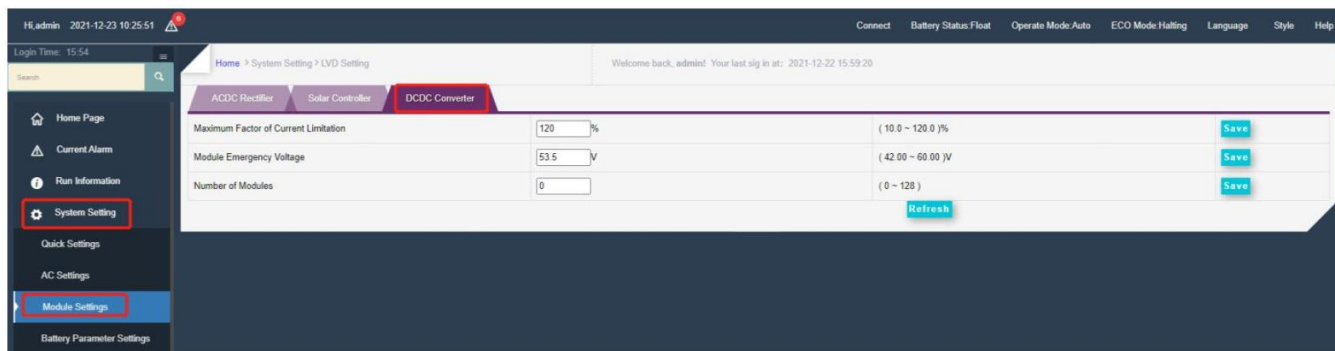 Hi,admin 2021-12-23 10:25:51 6 Connect Battery Status:Float Operate Mode:Auto ECO Mode:Halting Language Style Help
Login Time: 15:54
Search
Home > System Setting > LVD Setting Welcome back, admin! Your last sig in at: 2021-12-22 15:59:20
ACDC Rectifier Solar Controller DCDC Converter
Maximum Factor of Current Limitation 120 % ( 10.0 ~ 120.0 )% Save
Module Emergency Voltage 53.5 V ( 42.00 ~ 60.00 )V Save
Number of Modules 0 ( 0 ~ 128 ) Save
Refresh
Home Page
Current Alarm
Run Information
System Setting
Quick Settings
AC Settings
Module Settings
Battery Parameter Settings